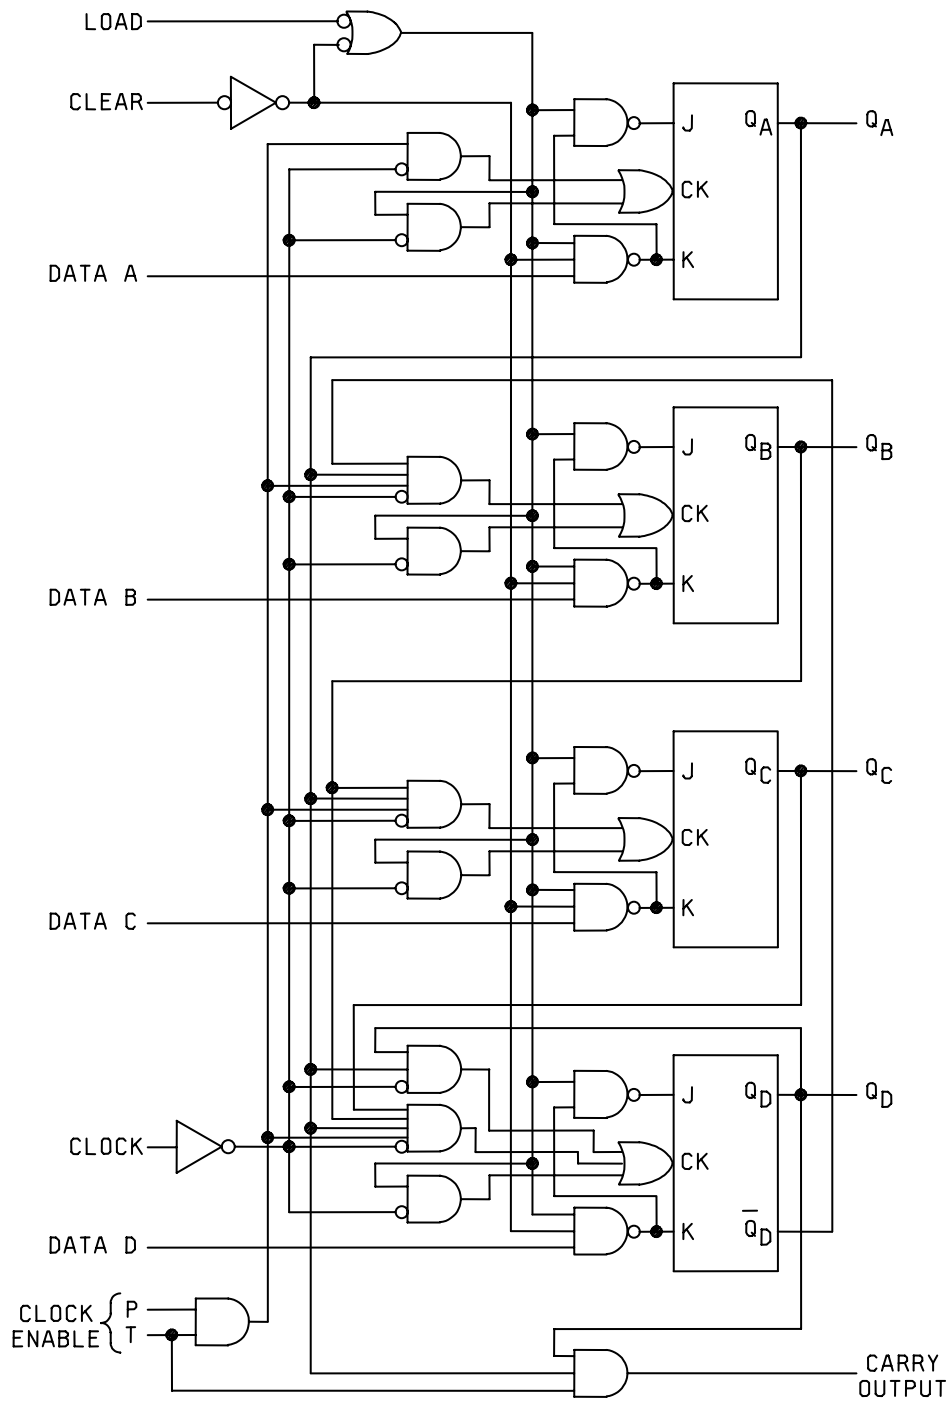 LOAD
CLEAR
J
QA
QA
CK
K
DATA A
J
QB
QB
CK
K
DATA B
J
QC
QC
CK
K
DATA C
J
QD
QD
CLOCK
CK
K
Q̅D
DATA D
CLOCK
ENABLE
{
P
T
CARRY
OUTPUT